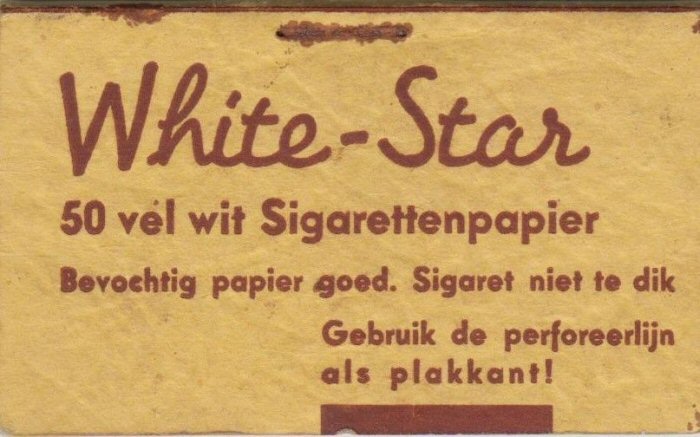 White-Star
50 vel wit Sigarettenpapier
Bevochtig papier goed. Sigaret niet te dik
Gebruik de perforeerlijn
als plakkant!